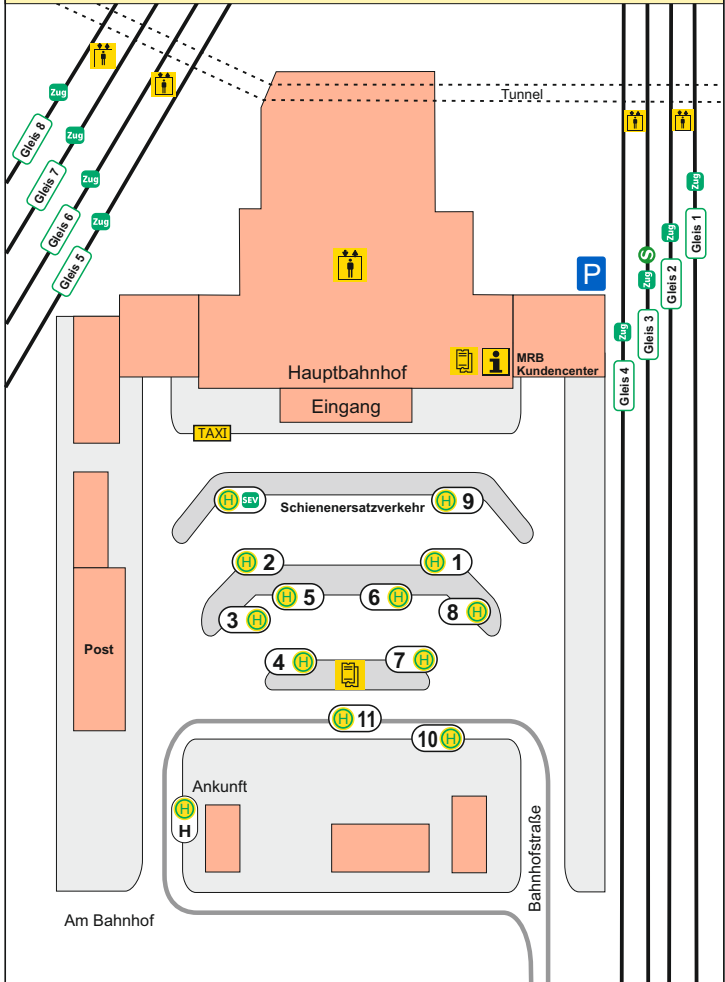 Tunnel
Zug
Gleis 8
Zug
Gleis 7
Zug
Gleis 6
Zug
Gleis 5
Zug
Gleis 1
Zug
Gleis 2
S
Zug
Gleis 3
Zug
Gleis 4
P
i
MRB
Kundencenter
Hauptbahnhof
Eingang
TAXI
H SEV
Schienenersatzverkehr
H 9
H 2
H 1
H 5
6 H
3 H
8 H
Post
4 H
7 H
H 11
10 H
Ankunft
H
H
Bahnhofstraße
Am Bahnhof